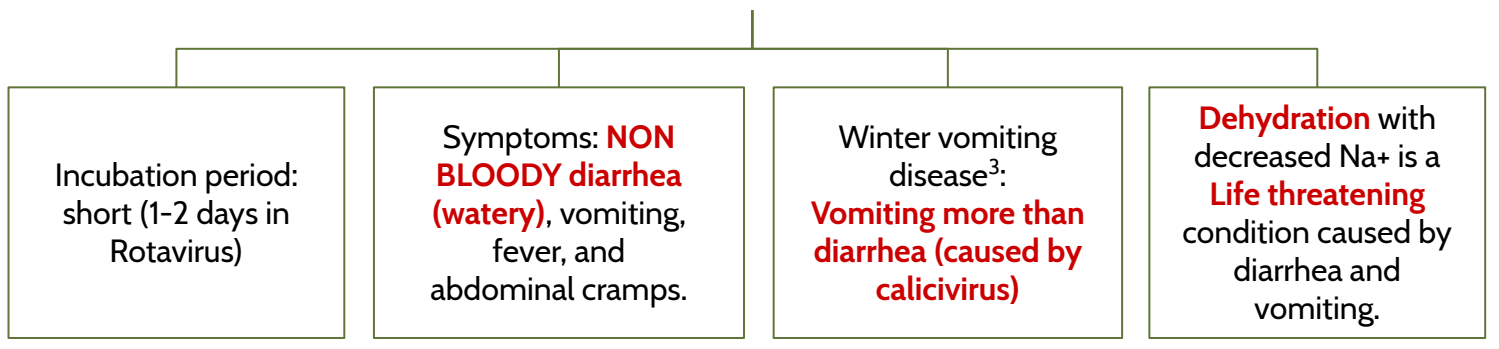 Incubation period:
short (1-2 days in
Rotavirus)
Symptoms: NON
BLOODY diarrhea
(watery), vomiting,
fever, and
abdominal cramps.
Winter vomiting
disease³:
Vomiting more than
diarrhea (caused by
calicivirus)
Dehydration with
decreased Na+ is a
Life threatening
condition caused by
diarrhea and
vomiting.